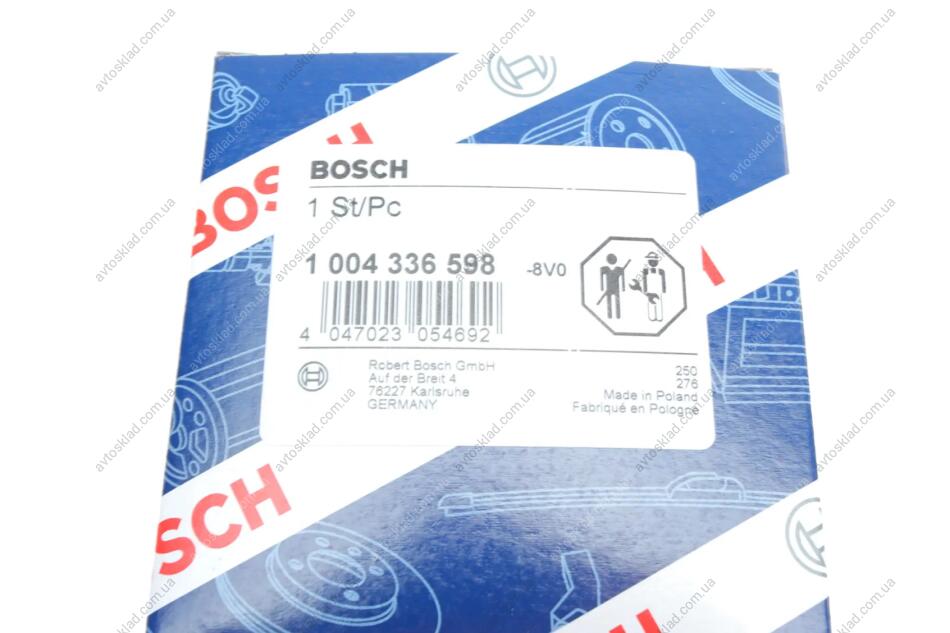 BOSCH
BOSCH
1 St/Pc
1 004 336 598 -8V0
4 047023 054692
Robert Bosch GmbH
Auf der Breit 4
76227 Karlsruhe
GERMANY
250
276
Made in Poland
Fabriqué en Pologne
SCH
avtosklad.com.ua